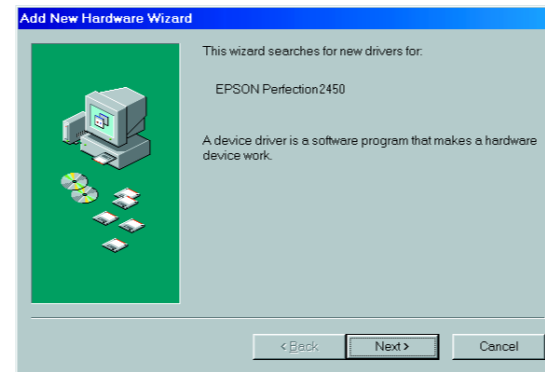 Add New Hardware Wizard
This wizard searches for new drivers for:
EPSON Perfection2450
A device driver is a software program that makes a hardware
device work.
< Back
Next >
Cancel